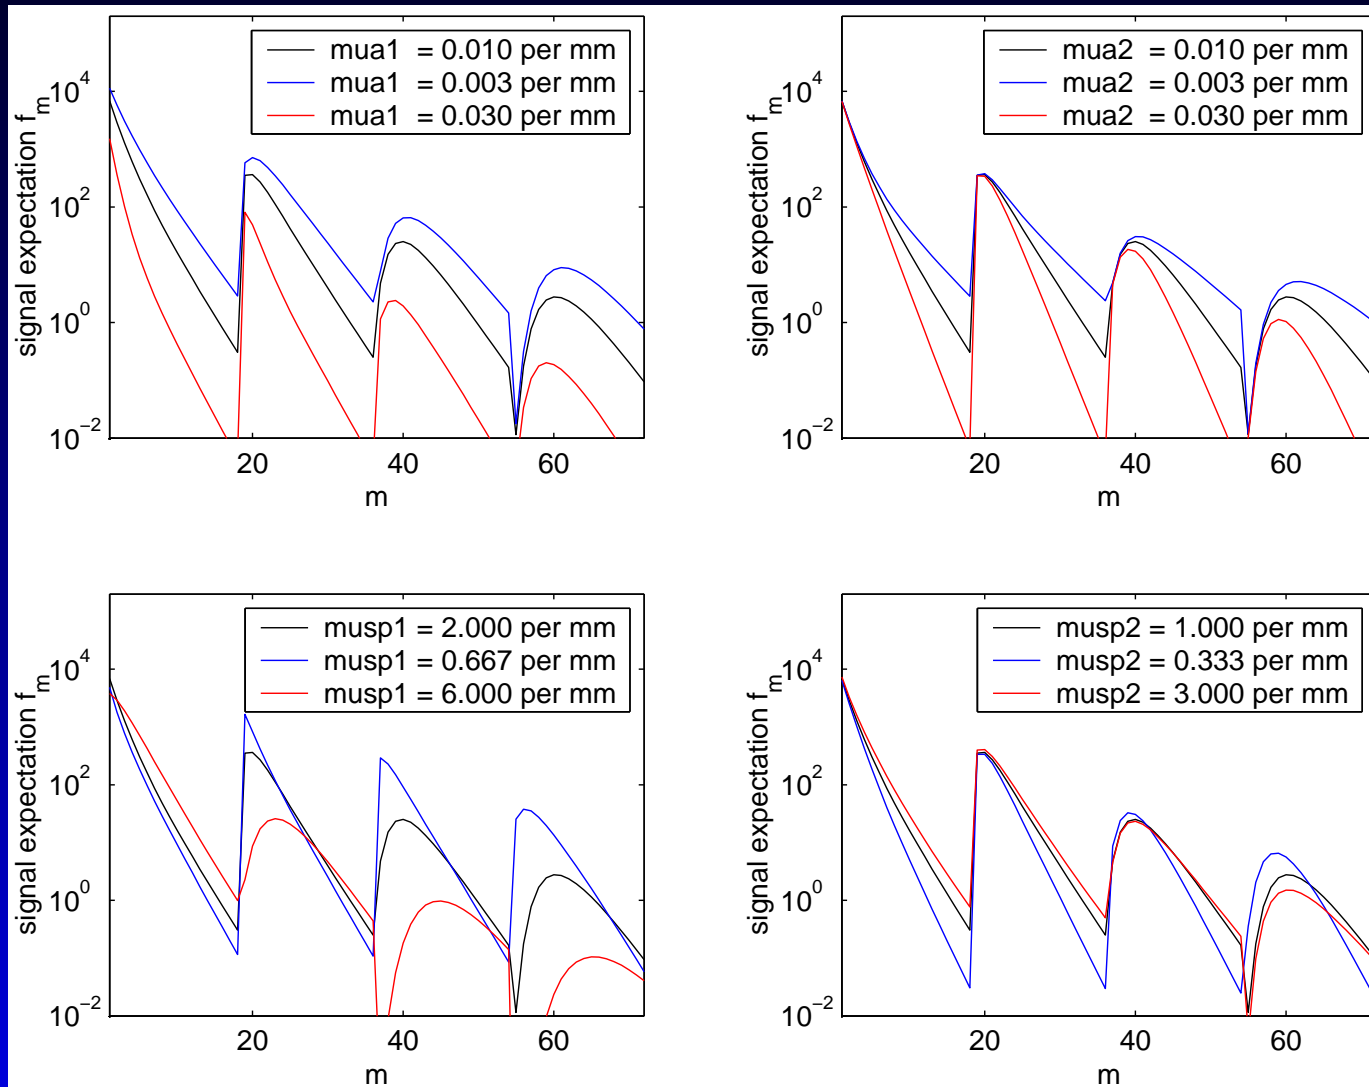 mua1 = 0.010 per mm
mua1 = 0.003 per mm
mua1 = 0.030 per mm
signal expectation f_m
10^4
10^2
10^0
10^−2
20 40 60
m
mua2 = 0.010 per mm
mua2 = 0.003 per mm
mua2 = 0.030 per mm
signal expectation f_m
10^4
10^2
10^0
10^−2
20 40 60
m
musp1 = 2.000 per mm
musp1 = 0.667 per mm
musp1 = 6.000 per mm
signal expectation f_m
10^4
10^2
10^0
10^−2
20 40 60
m
musp2 = 1.000 per mm
musp2 = 0.333 per mm
musp2 = 3.000 per mm
signal expectation f_m
10^4
10^2
10^0
10^−2
20 40 60
m